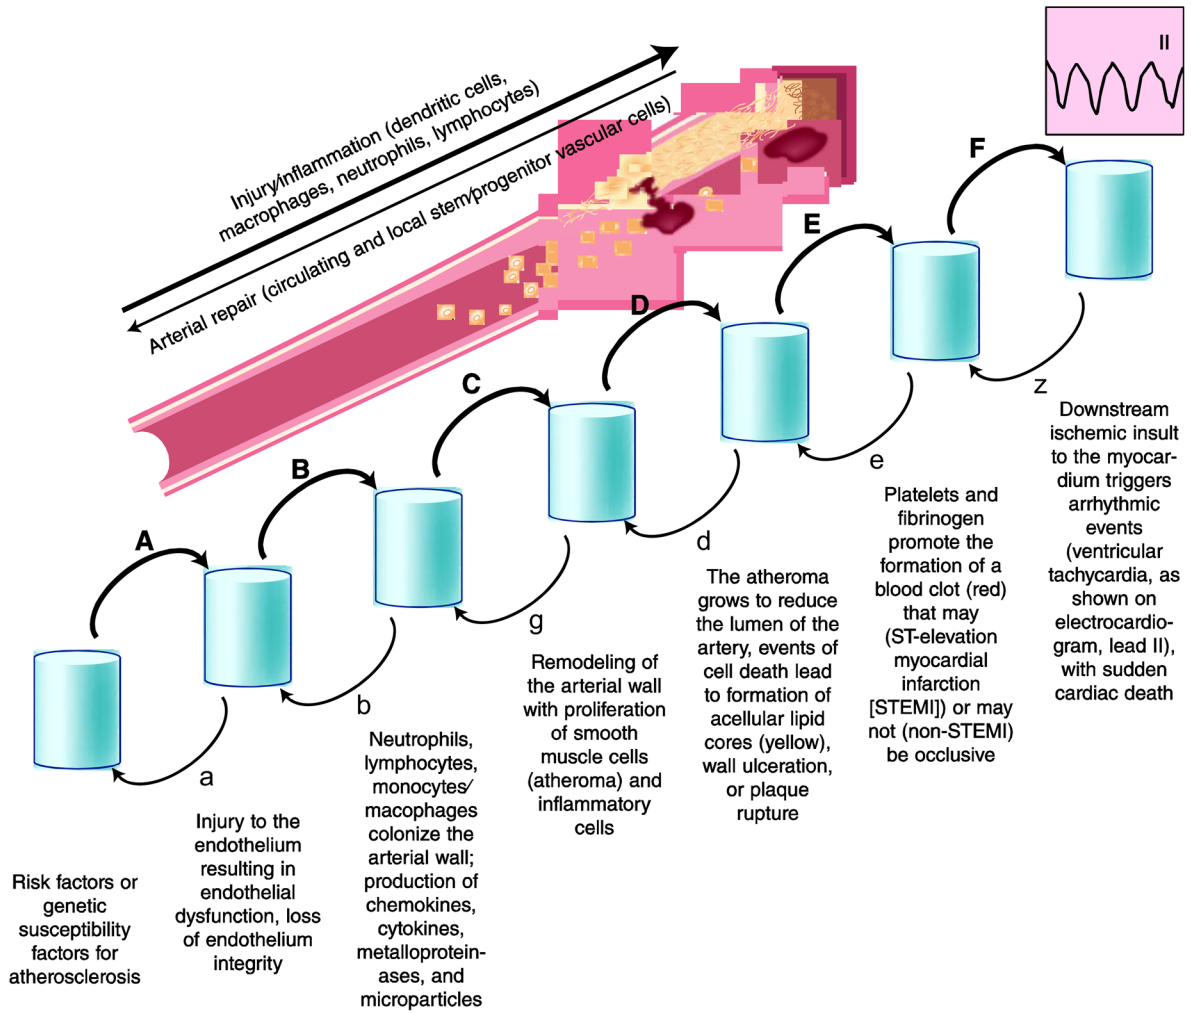 II
Injury/inflammation (dendritic cells,
macrophages, neutrophils, lymphocytes)
Arterial repair (circulating and local stem/progenitor vascular cells)
F
E
D
C
B
A
z
e
d
g
b
a
Risk factors or
genetic
susceptibility
factors for
atherosclerosis
Injury to the
endothelium
resulting in
endothelial
dysfunction, loss
of endothelium
integrity
Neutrophils,
lymphocytes,
monocytes/
macophages
colonize the
arterial wall;
production of
chemokines,
cytokines,
metalloprotein-
ases, and
microparticles
Remodeling of
the arterial wall
with proliferation
of smooth
muscle cells
(atheroma) and
inflammatory
cells
The atheroma
grows to reduce
the lumen of the
artery, events of
cell death lead
to formation of
acellular lipid
cores (yellow),
wall ulceration,
or plaque
rupture
Platelets and
fibrinogen
promote the
formation of a
blood clot (red)
that may
(ST-elevation
myocardial
infarction
[STEMI]) or may
not (non-STEMI)
be occlusive
Downstream
ischemic insult
to the myocar-
dium triggers
arrhythmic
events
(ventricular
tachycardia, as
shown on
electrocardio-
gram, lead II),
with sudden
cardiac death